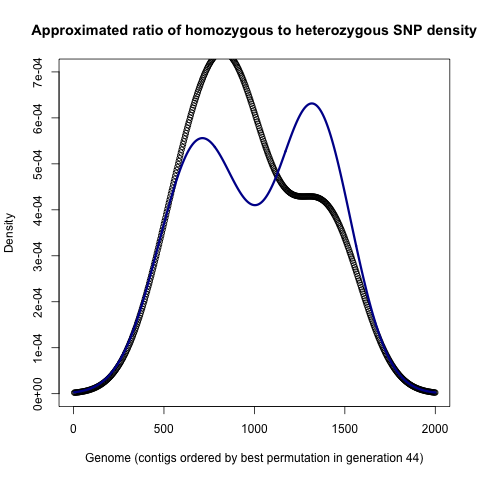 Approximated ratio of homozygous to heterozygous SNP density
Density
7e-04
6e-04
5e-04
4e-04
3e-04
2e-04
1e-04
0e+00
0 500 1000 1500 2000
Genome (contigs ordered by best permutation in generation 44)